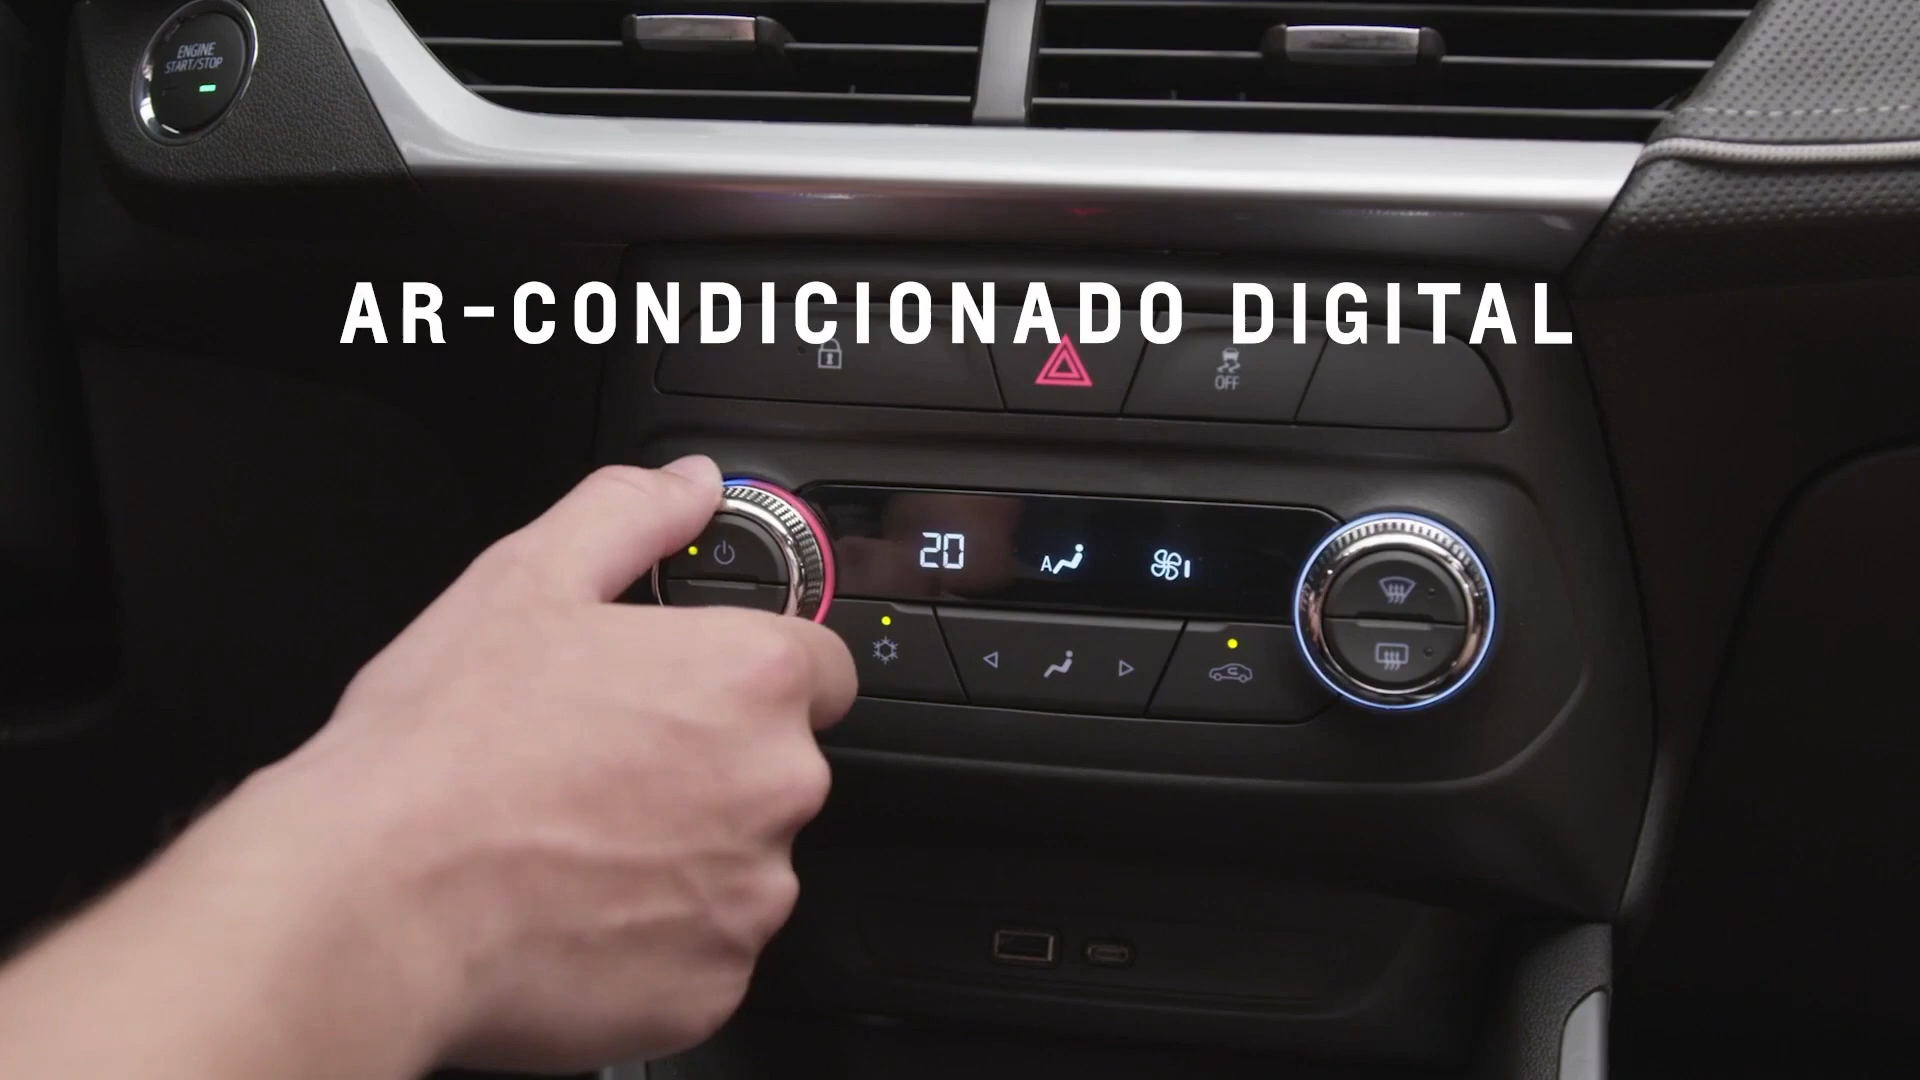 ENGINE
START/STOP
AR-CONDICIONADO DIGITAL
OFF
20
A